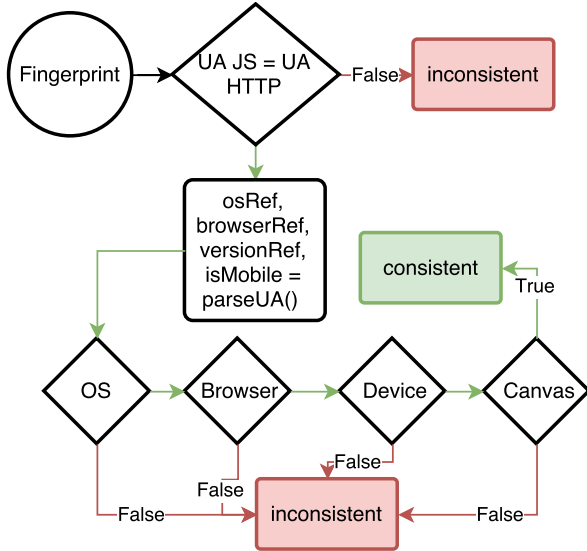 Fingerprint
UA JS = UA
HTTP
False
inconsistent
osRef,
browserRef,
versionRef,
isMobile =
parseUA()
consistent
True
OS
Browser
Device
Canvas
False
False
False
False
inconsistent